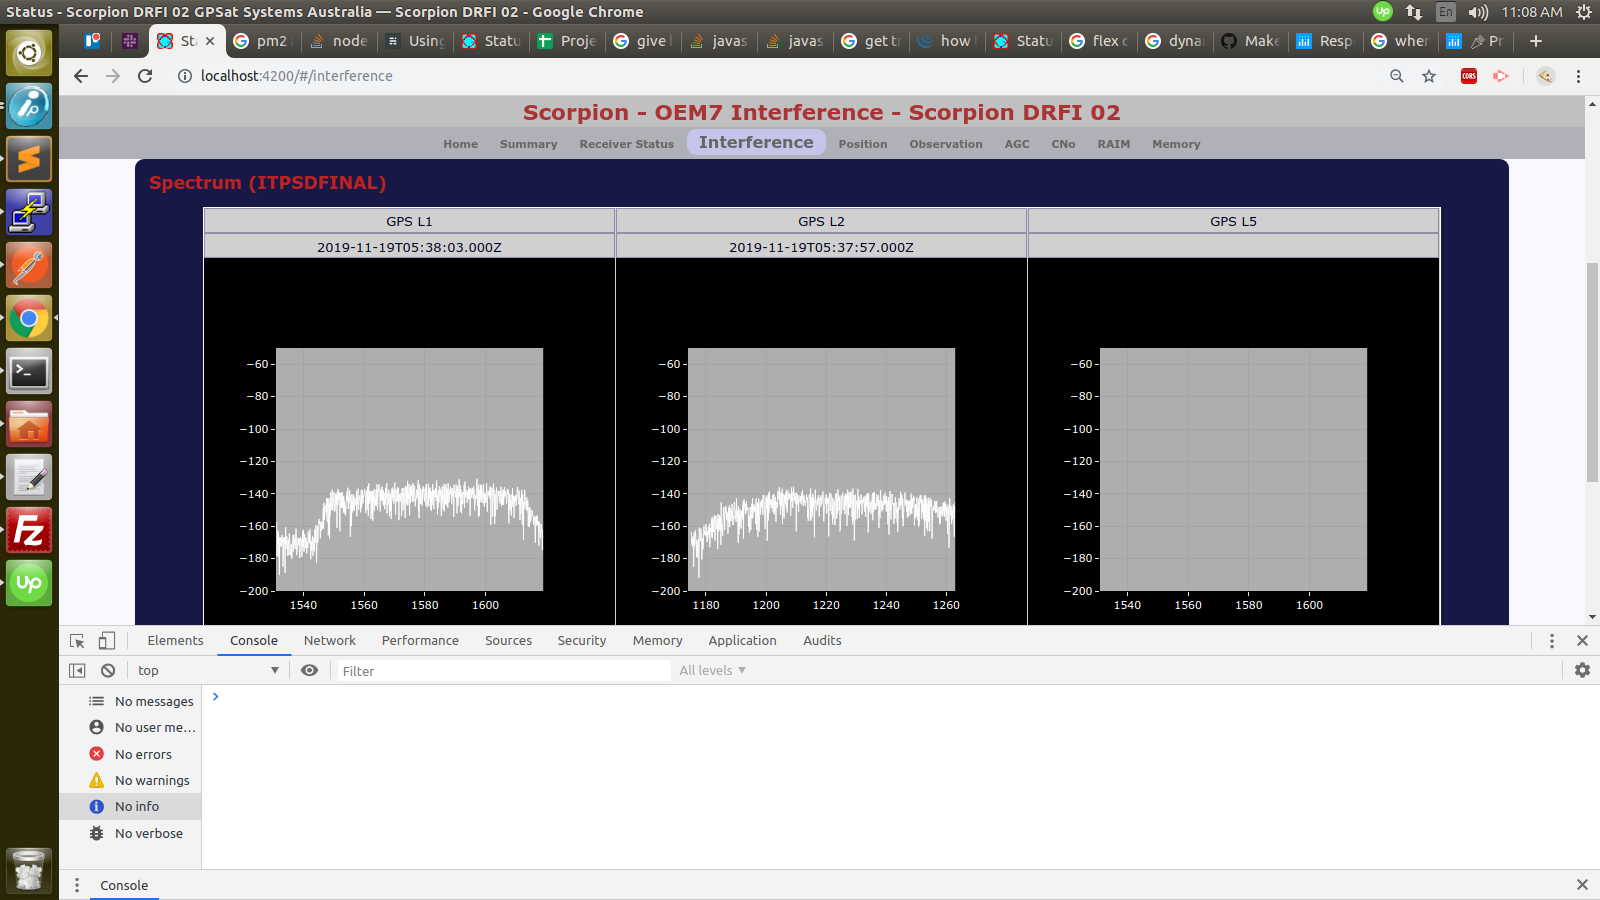 Status - Scorpion DRFI 02 GPSat Systems Australia — Scorpion DRFI 02 - Google Chrome
Up En 11:08 AM
St pm2 node Using Statu Proje give javas javas get how Statu flex c dyna Make Resp wher Pr
localhost:4200/#/interference
CORS
Scorpion - OEM7 Interference - Scorpion DRFI 02
Home Summary Receiver Status Interference Position Observation AGC CNo RAIM Memory
Spectrum (ITPSDFINAL)
GPS L1 GPS L2 GPS L5
2019-11-19T05:38:03.000Z 2019-11-19T05:37:57.000Z
−60 −60 −60
−80 −80 −80
−100 −100 −100
−120 −120 −120
−140 −140 −140
−160 −160 −160
−180 −180 −180
−200 −200 −200
1540 1560 1580 1600 1180 1200 1220 1240 1260 1540 1560 1580 1600
Elements Console Network Performance Sources Security Memory Application Audits
top Filter All levels
No messages
No user me…
No errors
No warnings
No info
No verbose
Console
Fz
Up